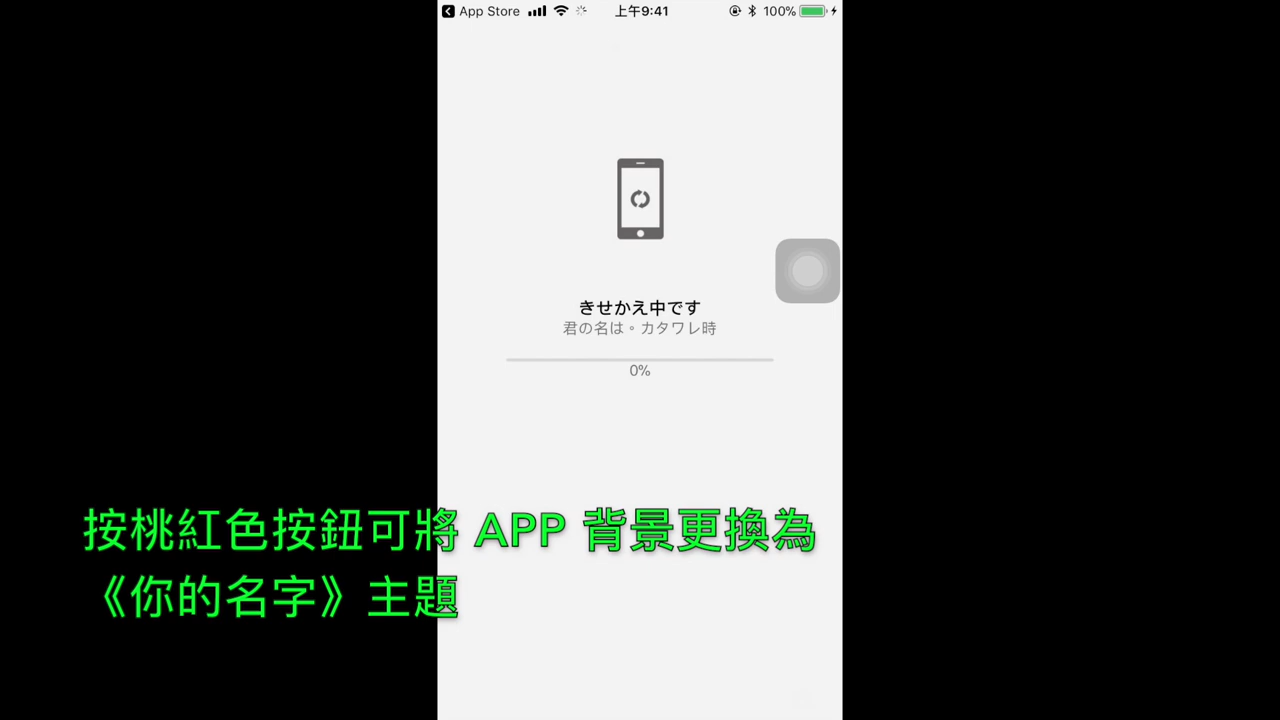 App Store 上午9:41 100%
きせかえ中です
君の名は。カタワレ時
0%
按桃紅色按鈕可將 APP 背景更換為
《你的名字》主題